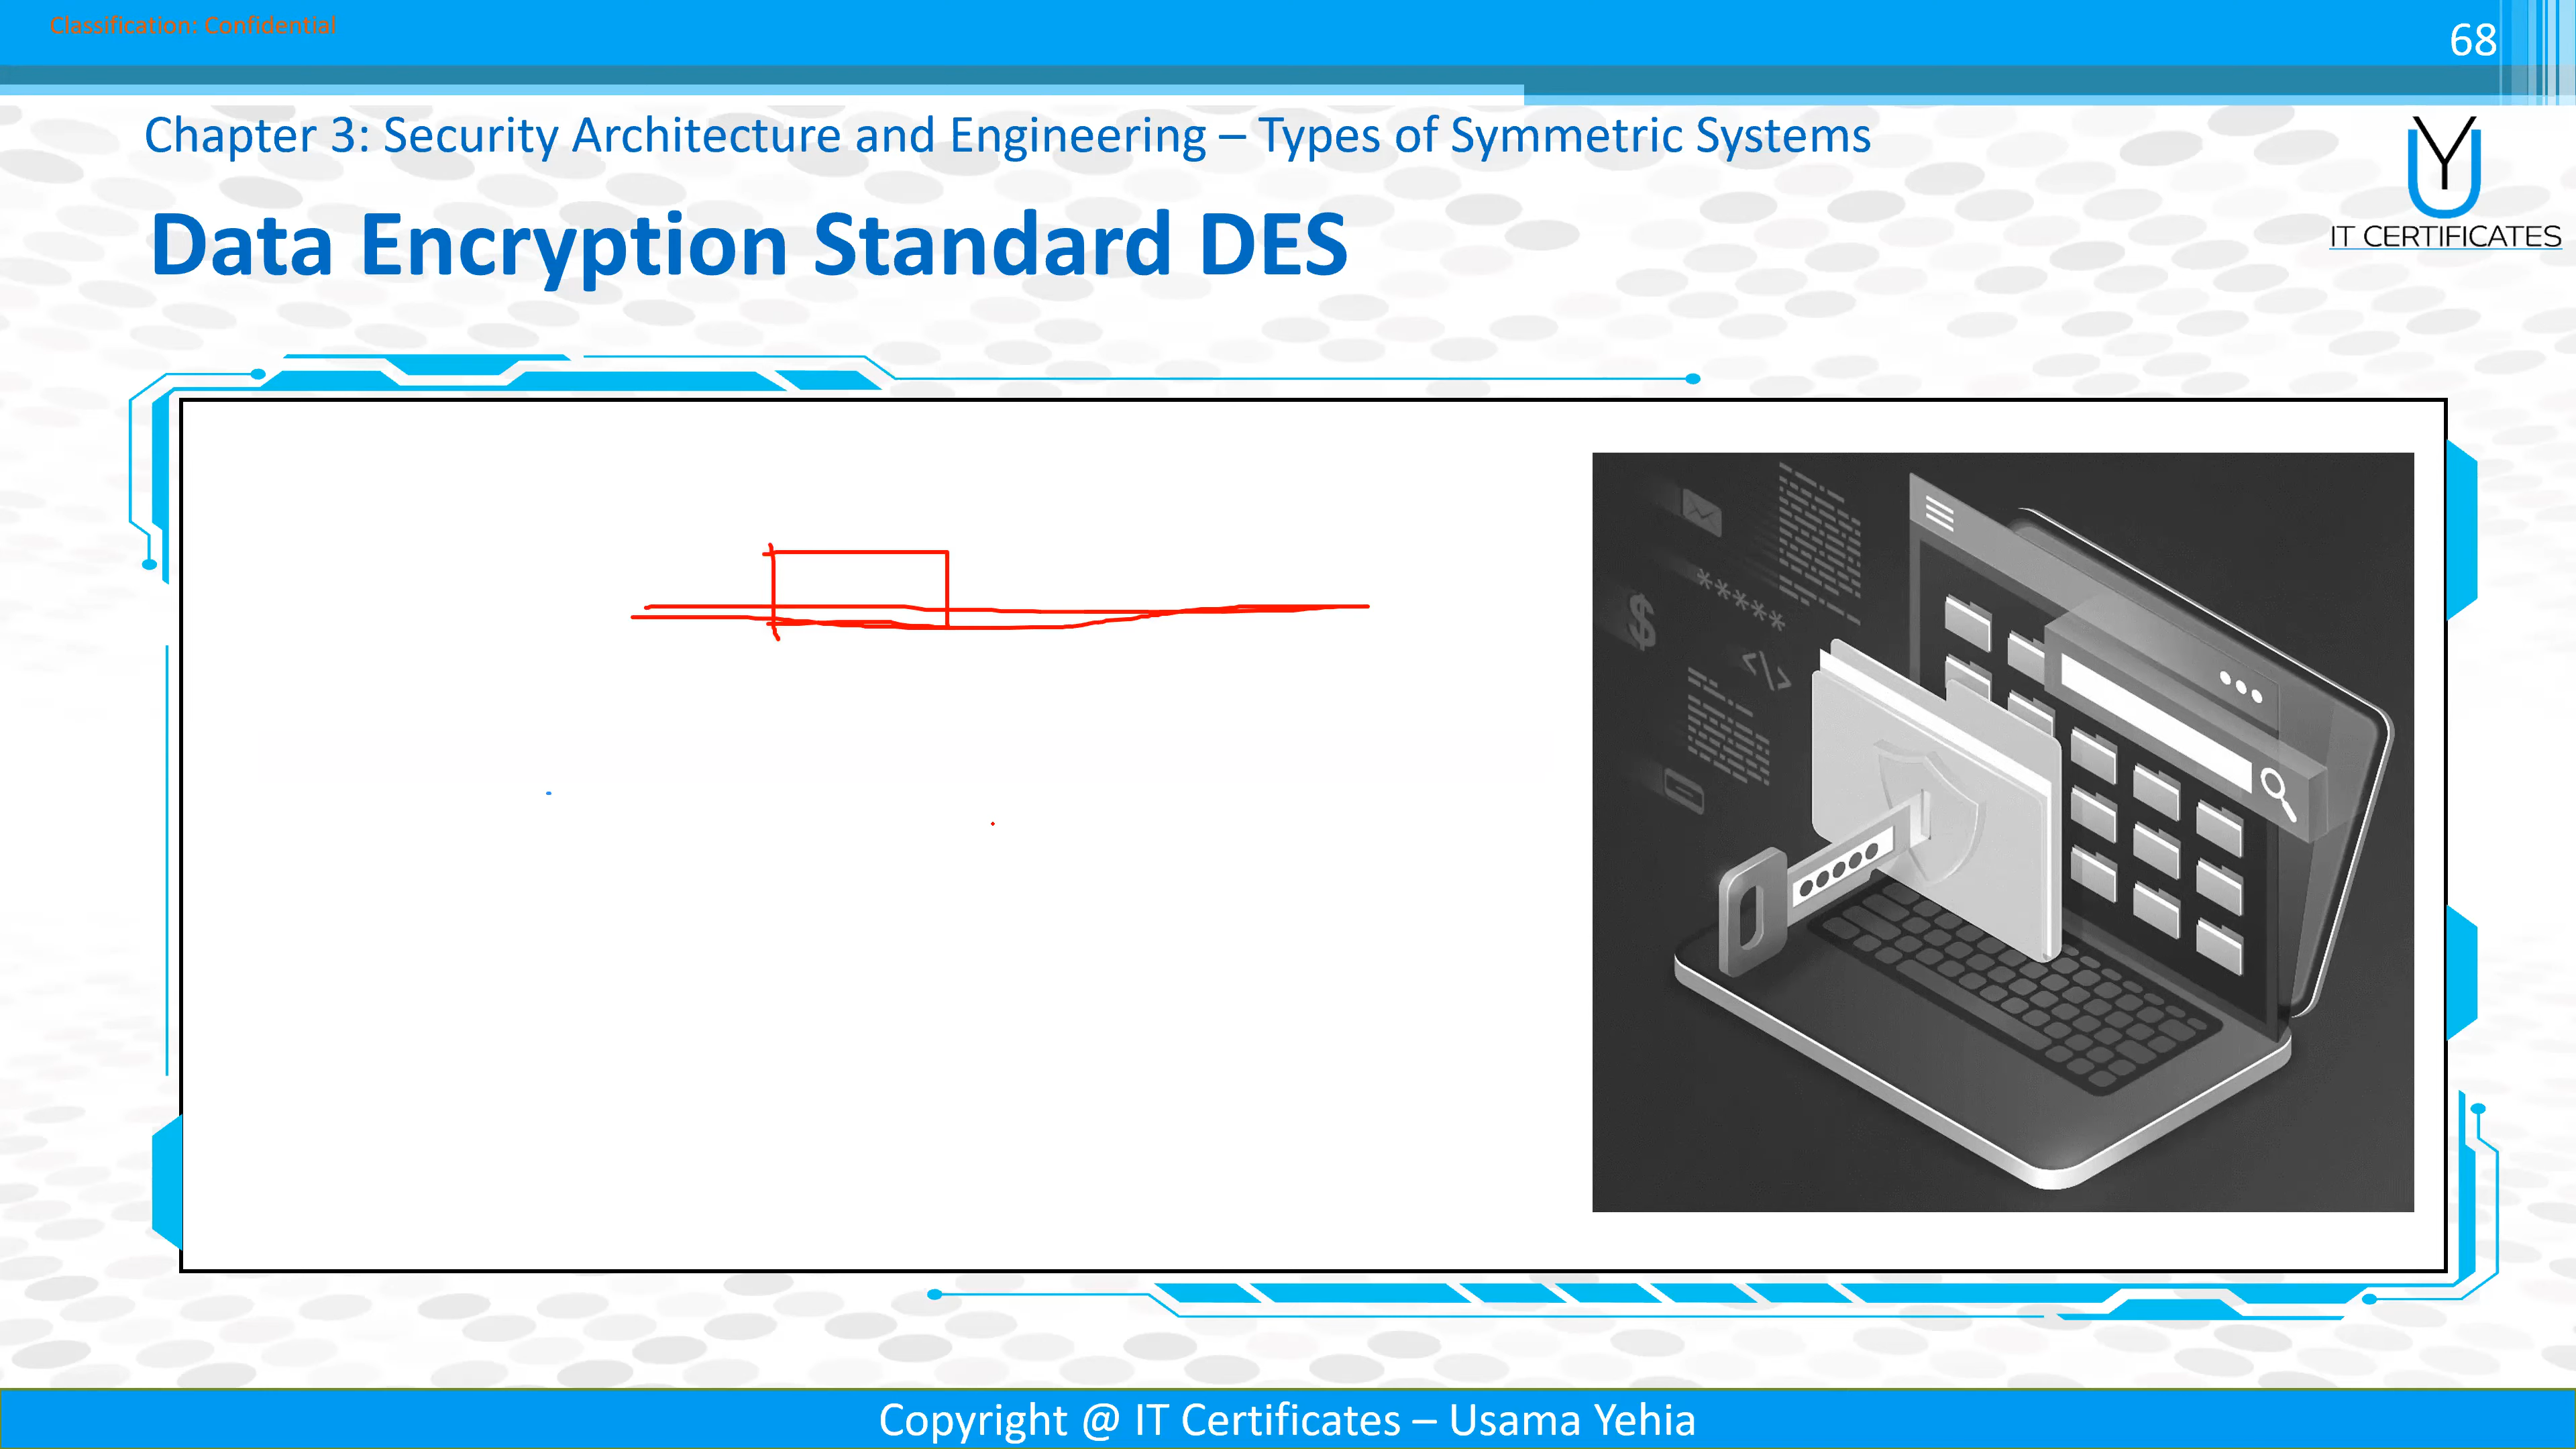 Classification: Confidential
68
Chapter 3: Security Architecture and Engineering – Types of Symmetric Systems
UY
IT CERTIFICATES
Data Encryption Standard DES
*****
$
</>
Copyright @ IT Certificates – Usama Yehia